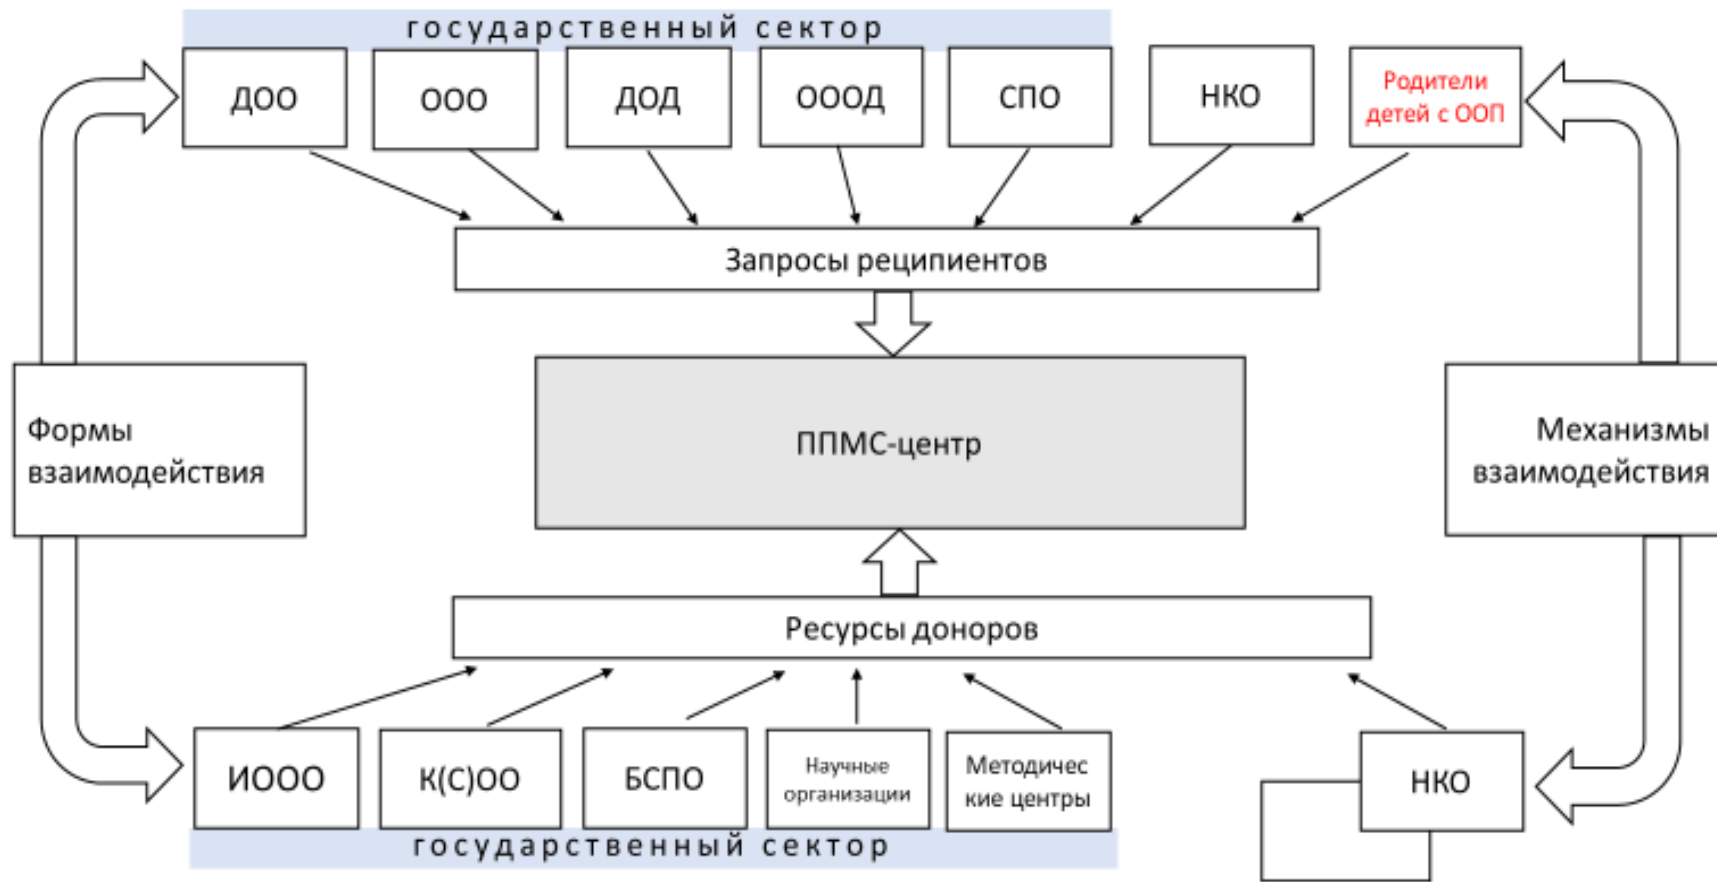 государственный сектор
ДОО
ООО
ДОД
ОООД
СПО
НКО
Родители
детей с ООП
Запросы реципиентов
Формы
взаимодействия
ППМС-центр
Механизмы
взаимодействия
Ресурсы доноров
ИООО
К(С)ОО
БСПО
Научные
организации
Методичес
кие центры
НКО
государственный сектор